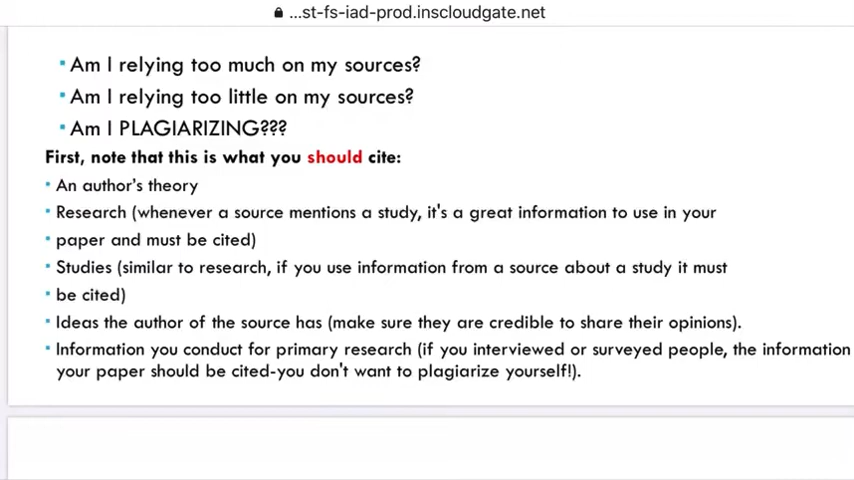 ...st-fs-iad-prod.inscloudgate.net
▪ Am I relying too much on my sources?
▪ Am I relying too little on my sources?
▪ Am I PLAGIARIZING???
First, note that this is what you should cite:
▪ An author's theory
▪ Research (whenever a source mentions a study, it's a great information to use in your
▪ paper and must be cited)
▪ Studies (similar to research, if you use information from a source about a study it must
▪ be cited)
▪ Ideas the author of the source has (make sure they are credible to share their opinions).
▪ Information you conduct for primary research (if you interviewed or surveyed people, the information
your paper should be cited-you don't want to plagiarize yourself!).